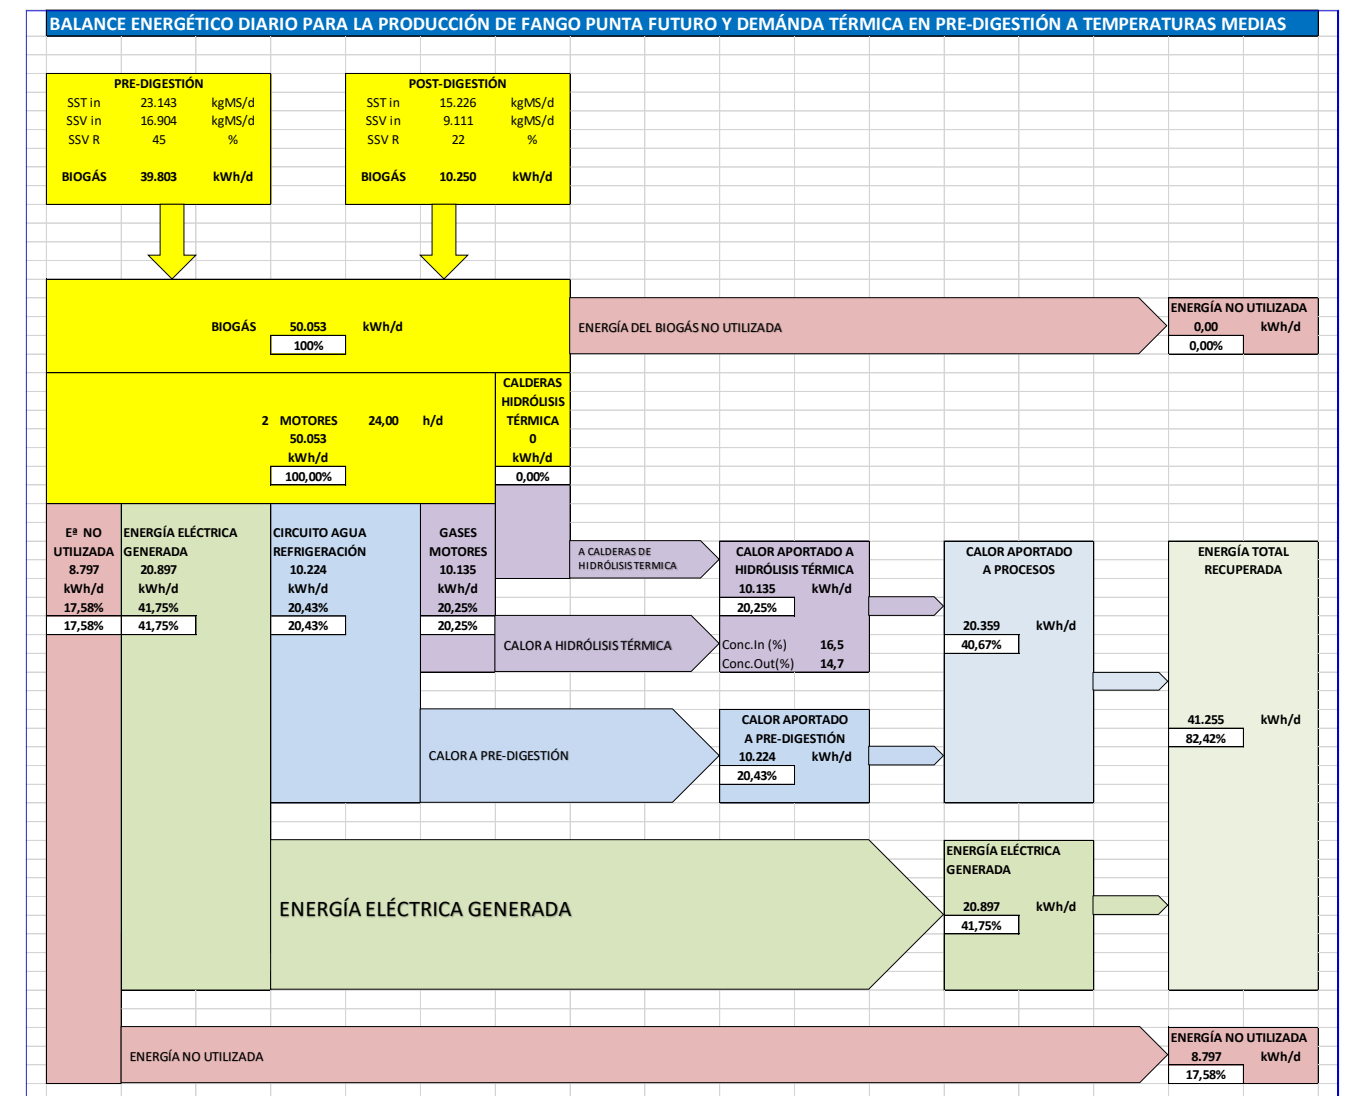 BALANCE ENERGÉTICO DIARIO PARA LA PRODUCCIÓN DE FANGO PUNTA FUTURO Y DEMÁNDA TÉRMICA EN PRE-DIGESTIÓN A TEMPERATURAS MEDIAS
PRE-DIGESTIÓN
SST in 23.143 kgMS/d
SSV in 16.904 kgMS/d
SSV R 45 %
BIOGÁS 39.803 kWh/d
POST-DIGESTIÓN
SST in 15.226 kgMS/d
SSV in 9.111 kgMS/d
SSV R 22 %
BIOGÁS 10.250 kWh/d
BIOGÁS 50.053 kWh/d
100%
ENERGÍA DEL BIOGÁS NO UTILIZADA
ENERGÍA NO UTILIZADA
0,00 kWh/d
0,00%
2 MOTORES 24,00 h/d
50.053
kWh/d
100,00%
CALDERAS
HIDRÓLISIS
TÉRMICA
0
kWh/d
0,00%
Eª NO
UTILIZADA
8.797
kWh/d
17,58%
17,58%
ENERGÍA ELÉCTRICA
GENERADA
20.897
kWh/d
41,75%
41,75%
CIRCUITO AGUA
REFRIGERACIÓN
10.224
kWh/d
20,43%
20,43%
GASES
MOTORES
10.135
kWh/d
20,25%
20,25%
A CALDERAS DE
HIDRÓLISIS TERMICA
CALOR A HIDRÓLISIS TÉRMICA
CALOR APORTADO A
HIDRÓLISIS TÉRMICA
10.135 kWh/d
20,25%
Conc.In (%) 16,5
Conc.Out(%) 14,7
CALOR APORTADO
A PROCESOS
20.359 kWh/d
40,67%
ENERGÍA TOTAL
RECUPERADA
41.255 kWh/d
82,42%
CALOR A PRE-DIGESTIÓN
CALOR APORTADO
A PRE-DIGESTIÓN
10.224 kWh/d
20,43%
ENERGÍA ELÉCTRICA GENERADA
ENERGÍA ELÉCTRICA
GENERADA
20.897 kWh/d
41,75%
ENERGÍA NO UTILIZADA
ENERGÍA NO UTILIZADA
8.797 kWh/d
17,58%